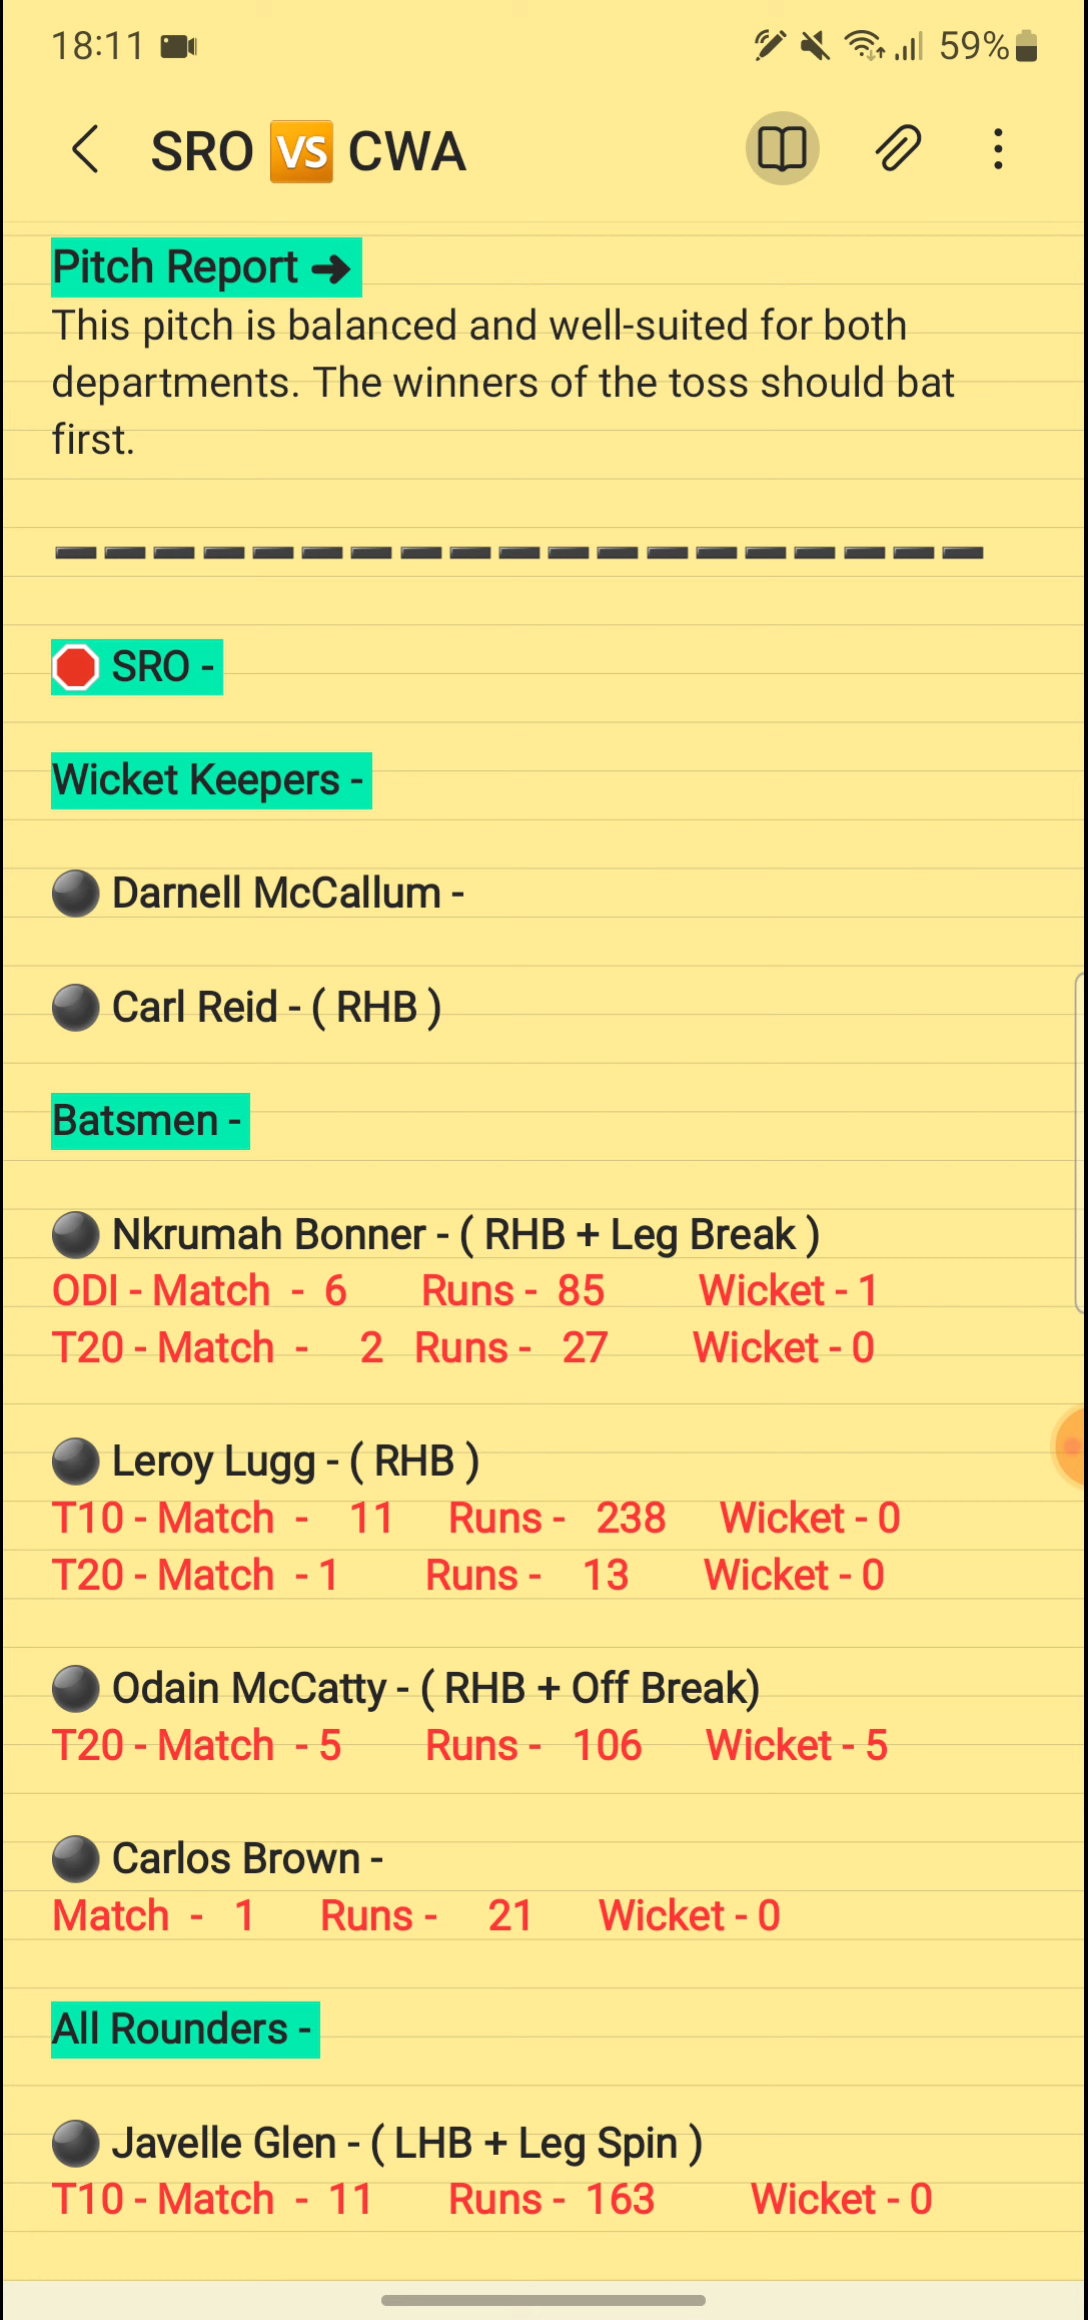 18:11 59%
SRO 🆚 CWA
Pitch Report ➜
This pitch is balanced and well-suited for both
departments. The winners of the toss should bat
first.
🛑 SRO -
Wicket Keepers -
Darnell McCallum -
Carl Reid - ( RHB )
Batsmen -
Nkrumah Bonner - ( RHB + Leg Break )
ODI - Match - 6 Runs - 85 Wicket - 1
T20 - Match - 2 Runs - 27 Wicket - 0
Leroy Lugg - ( RHB )
T10 - Match - 11 Runs - 238 Wicket - 0
T20 - Match - 1 Runs - 13 Wicket - 0
Odain McCatty - ( RHB + Off Break)
T20 - Match - 5 Runs - 106 Wicket - 5
Carlos Brown -
Match - 1 Runs - 21 Wicket - 0
All Rounders -
Javelle Glen - ( LHB + Leg Spin )
T10 - Match - 11 Runs - 163 Wicket - 0